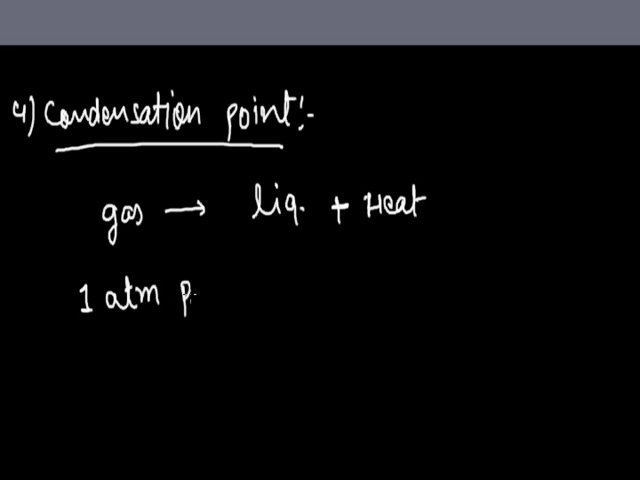 4) Condensation point:-
gas → liq. + Heat
1 atm p